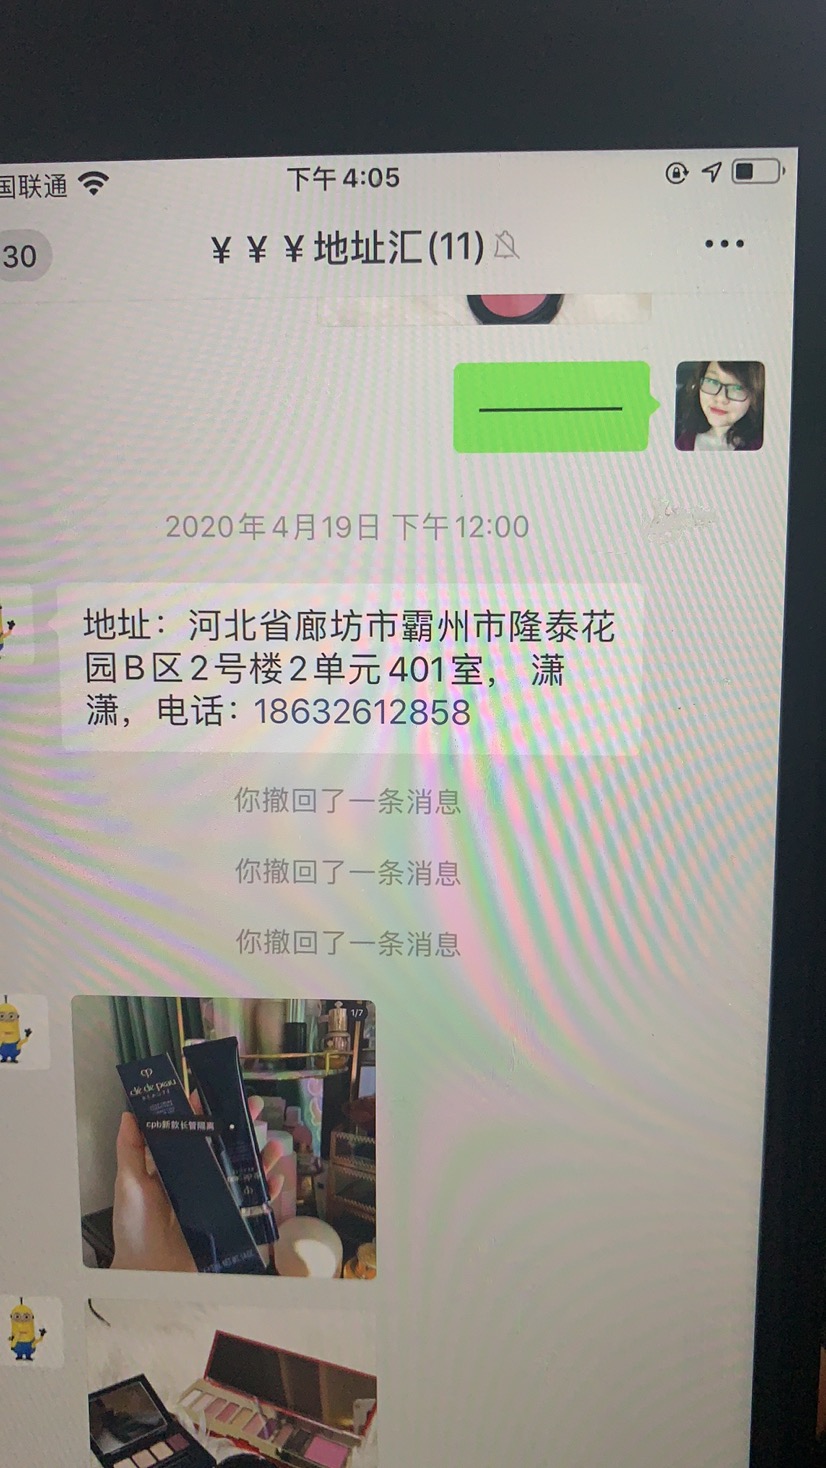 国联通
下午4:05
30
¥ ¥ ¥地址汇(11)
2020年4月19日 下午12:00
地址：河北省廊坊市霸州市隆泰花
园B区2号楼2单元401室， 潇
潇，电话：18632612858
你撤回了一条消息
你撤回了一条消息
你撤回了一条消息
1/7
clé de peau
BEAUTÉ
cpb新款长管隔离